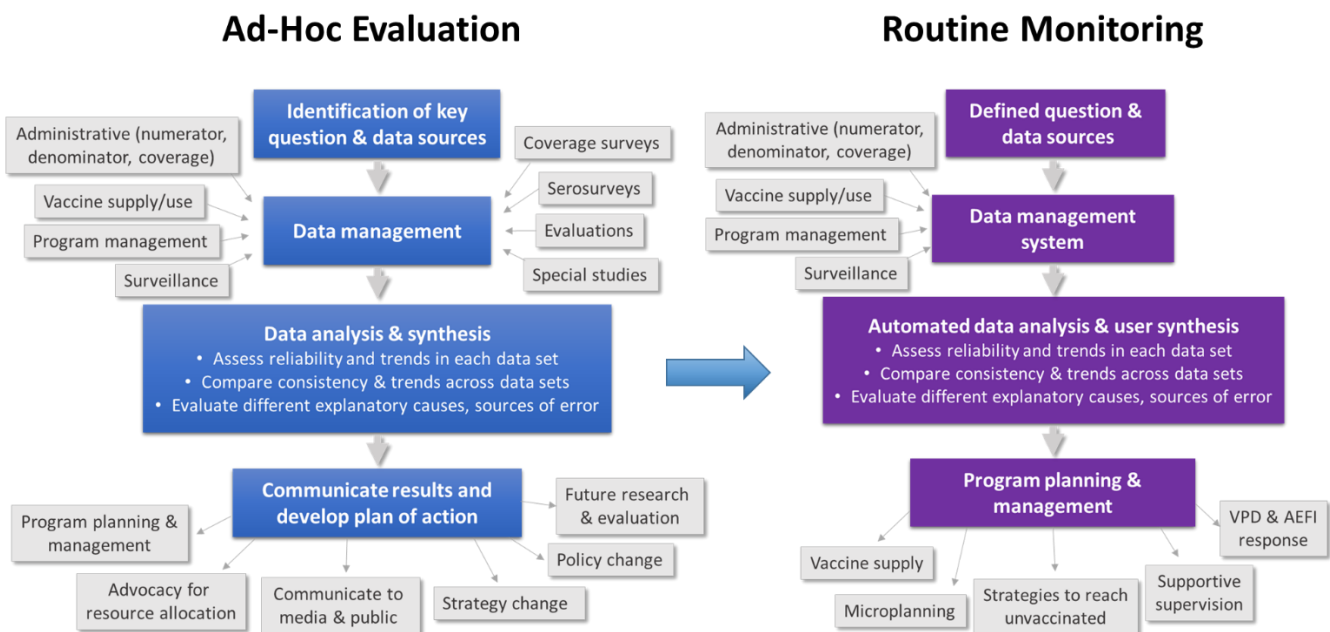 Ad-Hoc Evaluation
Identification of key
question & data sources
Administrative (numerator,
denominator, coverage)
Vaccine supply/use
Program management
Surveillance
Coverage surveys
Serosurveys
Evaluations
Special studies
Data management
Data analysis & synthesis
• Assess reliability and trends in each data set
• Compare consistency & trends across data sets
• Evaluate different explanatory causes, sources of error
Communicate results and
develop plan of action
Program planning &
management
Advocacy for
resource allocation
Communicate to
media & public
Strategy change
Policy change
Future research
& evaluation
Routine Monitoring
Defined question &
data sources
Administrative (numerator,
denominator, coverage)
Vaccine supply/use
Program management
Surveillance
Data management
system
Automated data analysis & user synthesis
• Assess reliability and trends in each data set
• Compare consistency & trends across data sets
• Evaluate different explanatory causes, sources of error
Program planning &
management
Vaccine supply
Microplanning
Strategies to reach
unvaccinated
Supportive
supervision
VPD & AEFI
response